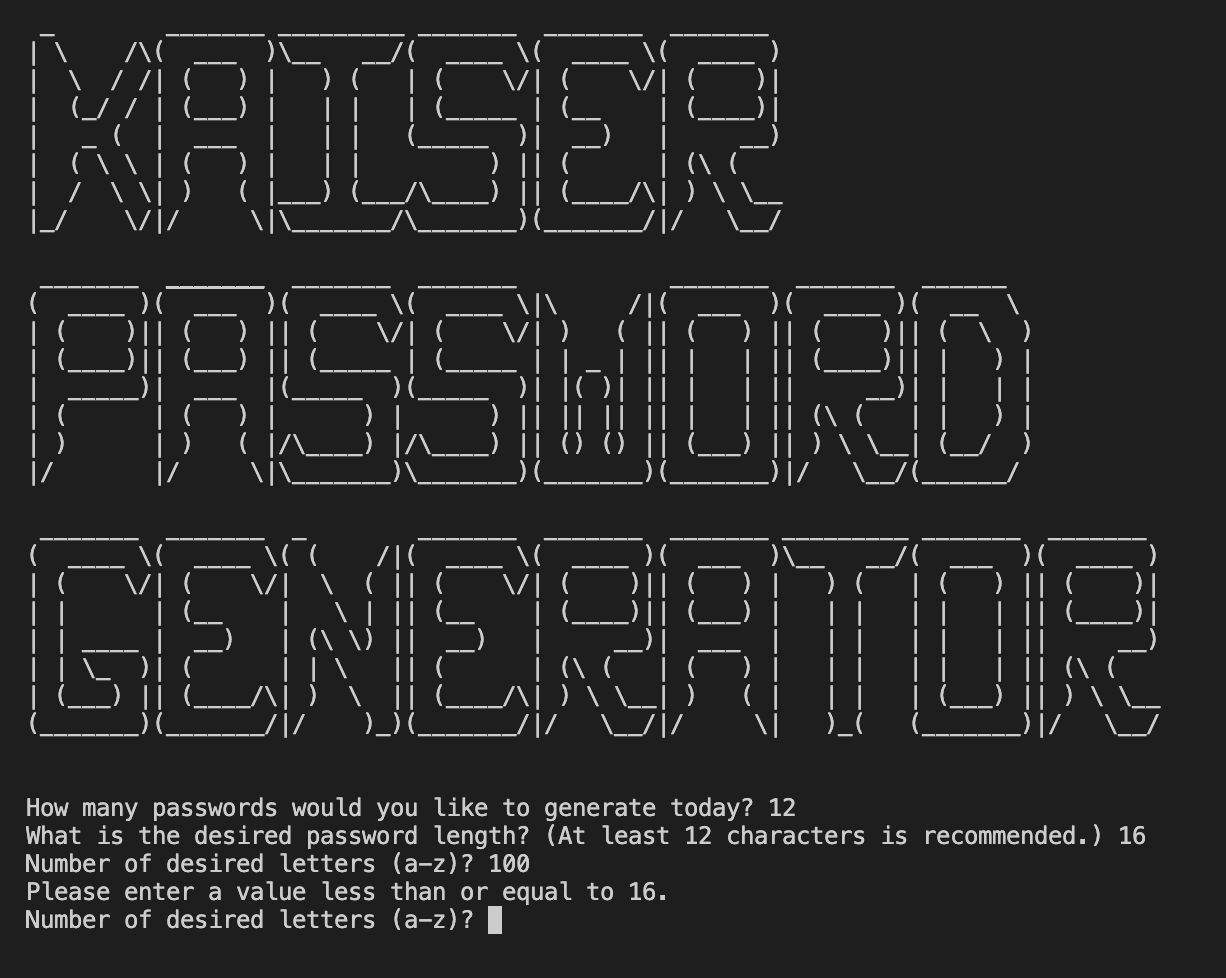 KAISER
PASSWORD
GENERATOR
How many passwords would you like to generate today? 12
What is the desired password length? (At least 12 characters is recommended.) 16
Number of desired letters (a-z)? 100
Please enter a value less than or equal to 16.
Number of desired letters (a-z)?